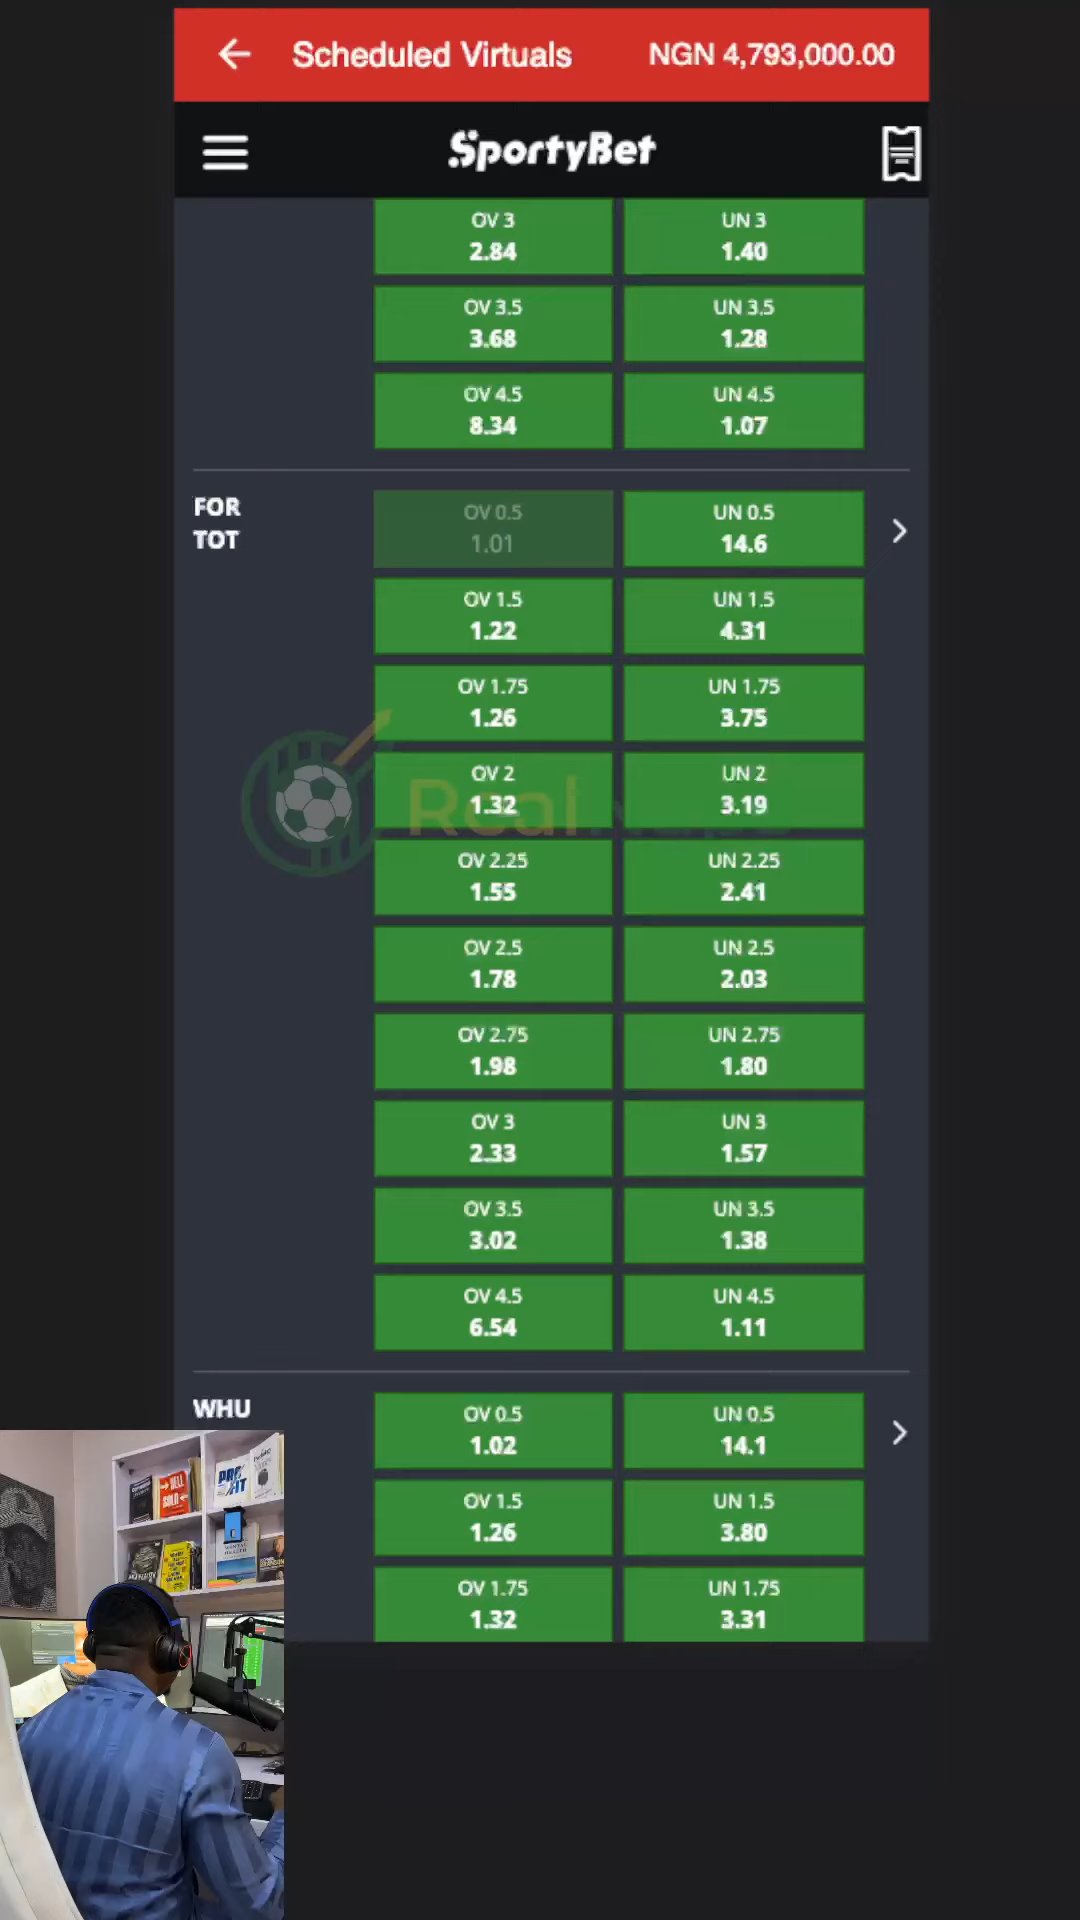 Scheduled Virtuals NGN 4,793,000.00
SportyBet
OV 3 UN 3
2.84 1.40
OV 3.5 UN 3.5
3.68 1.28
OV 4.5 UN 4.5
8.34 1.07
FOR
TOT
OV 0.5 UN 0.5
1.01 14.6
OV 1.5 UN 1.5
1.22 4.31
OV 1.75 UN 1.75
1.26 3.75
OV 2 UN 2
1.32 3.19
Real
OV 2.25 UN 2.25
1.55 2.41
OV 2.5 UN 2.5
1.78 2.03
OV 2.75 UN 2.75
1.98 1.80
OV 3 UN 3
2.33 1.57
OV 3.5 UN 3.5
3.02 1.38
OV 4.5 UN 4.5
6.54 1.11
WHU
OV 0.5 UN 0.5
1.02 14.1
OV 1.5 UN 1.5
1.26 3.80
OV 1.75 UN 1.75
1.32 3.31
SELL